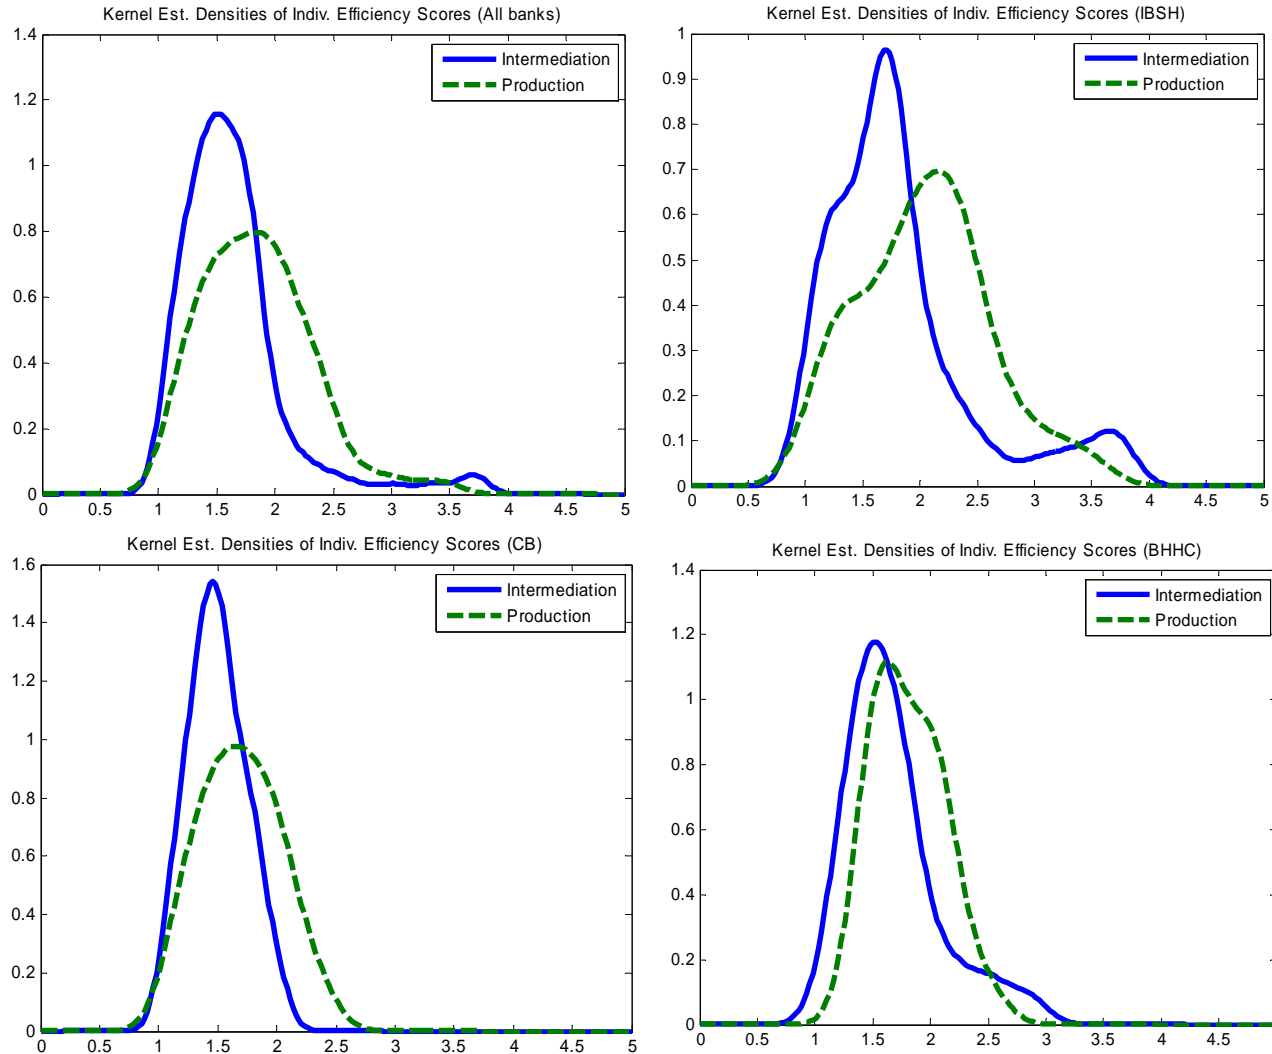 Kernel Est. Densities of Indiv. Efficiency Scores (All banks)
1.4
1.2
1
0.8
0.6
0.4
0.2
0
0 0.5 1 1.5 2 2.5 3 3.5 4 4.5 5
Intermediation
Production
Kernel Est. Densities of Indiv. Efficiency Scores (IBSH)
1
0.9
0.8
0.7
0.6
0.5
0.4
0.3
0.2
0.1
0
0 0.5 1 1.5 2 2.5 3 3.5 4 4.5 5
Intermediation
Production
Kernel Est. Densities of Indiv. Efficiency Scores (CB)
1.6
1.4
1.2
1
0.8
0.6
0.4
0.2
0
0 0.5 1 1.5 2 2.5 3 3.5 4 4.5 5
Intermediation
Production
Kernel Est. Densities of Indiv. Efficiency Scores (BHHC)
1.4
1.2
1
0.8
0.6
0.4
0.2
0
0 0.5 1 1.5 2 2.5 3 3.5 4 4.5
Intermediation
Production